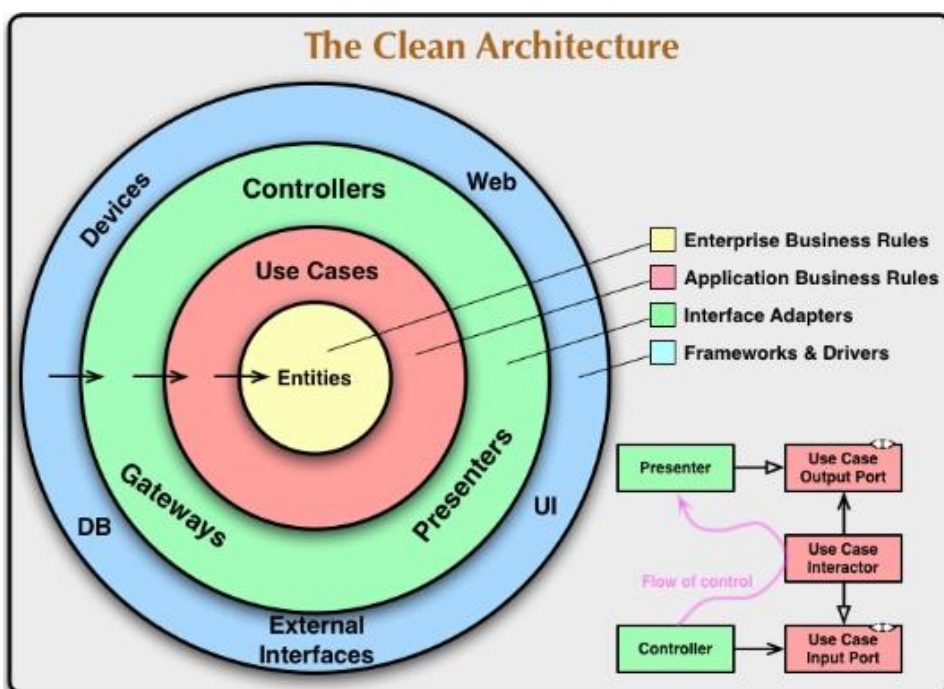 The Clean Architecture
Devices
Web
Controllers
Use Cases
Entities
Gateways
Presenters
DB
UI
External
Interfaces
Enterprise Business Rules
Application Business Rules
Interface Adapters
Frameworks & Drivers
Presenter
Use Case
Output Port
<I>
Flow of control
Use Case
Interactor
Controller
Use Case
Input Port
<I>